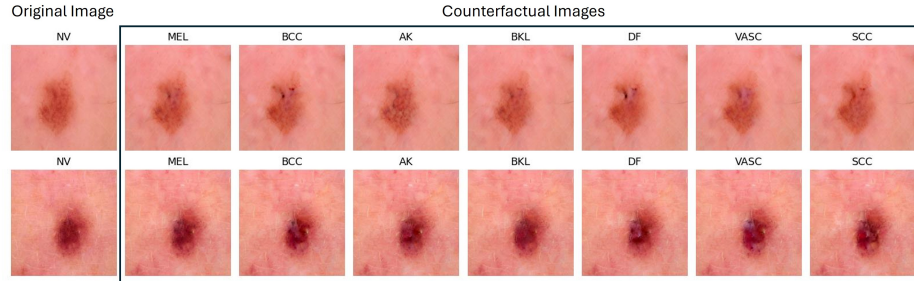 Original Image
Counterfactual Images
NV MEL BCC AK BKL DF VASC SCC
NV MEL BCC AK BKL DF VASC SCC